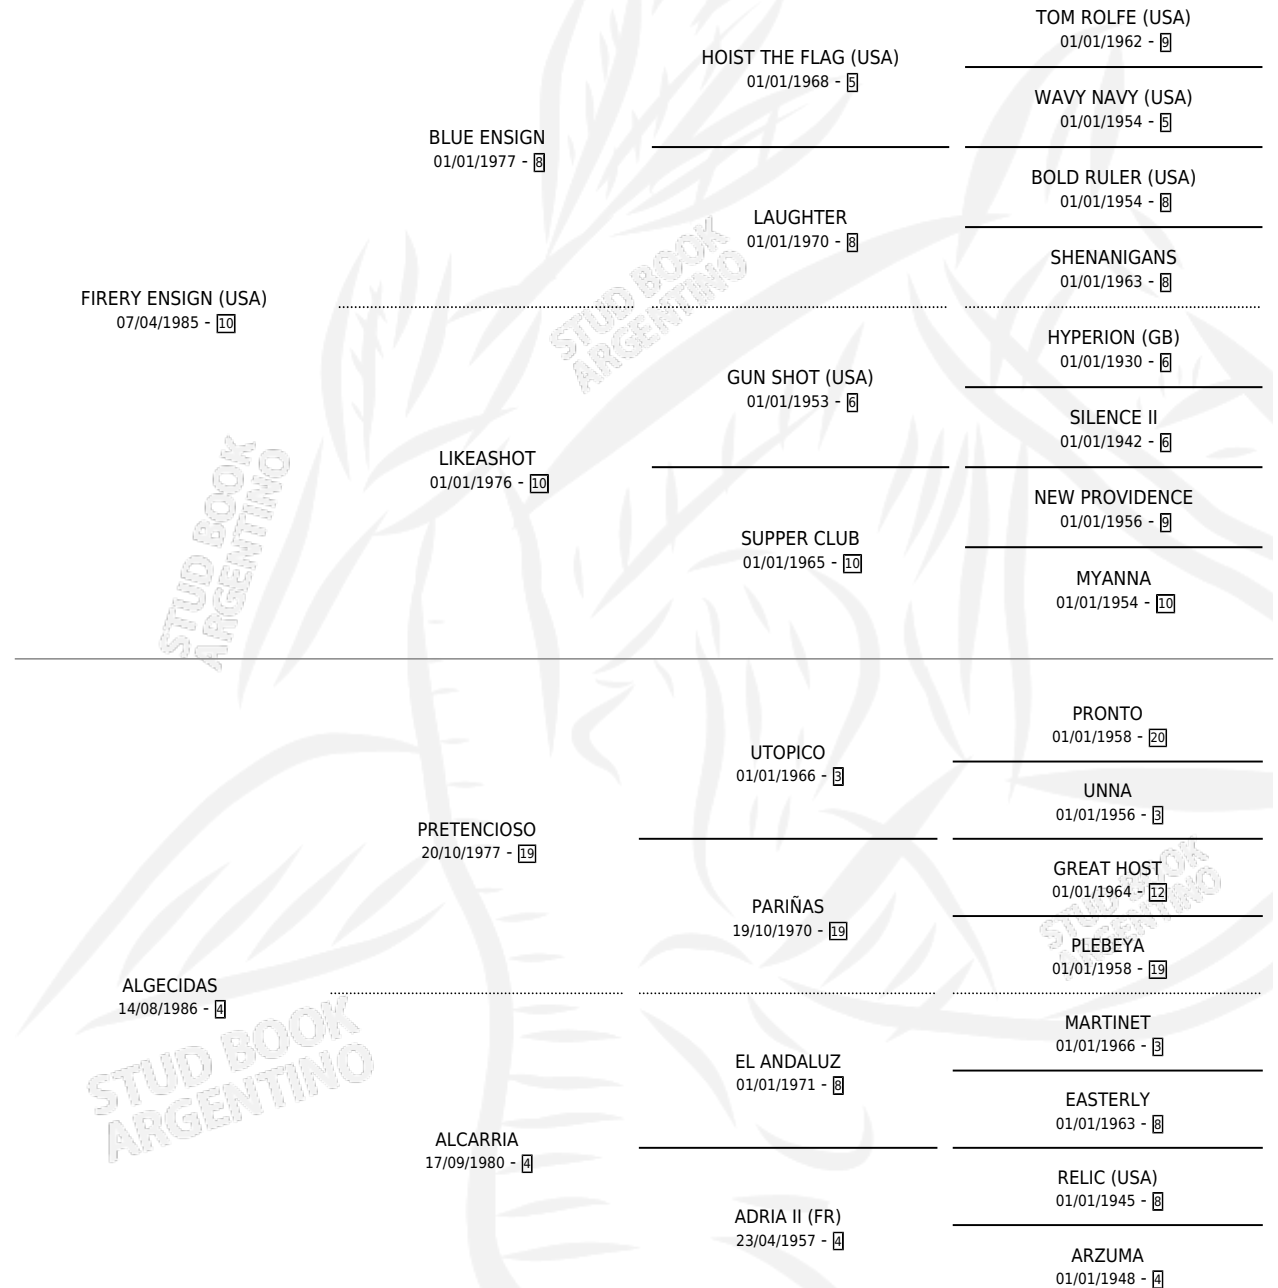 TOM ROLFE (USA)
01/01/1962 - 9
HOIST THE FLAG (USA)
01/01/1968 - 5
WAVY NAVY (USA)
01/01/1954 - 5
BLUE ENSIGN
01/01/1977 - 8
BOLD RULER (USA)
01/01/1954 - 8
LAUGHTER
01/01/1970 - 8
SHENANIGANS
01/01/1963 - 8
FIRERY ENSIGN (USA)
07/04/1985 - 10
HYPERION (GB)
01/01/1930 - 6
GUN SHOT (USA)
01/01/1953 - 6
SILENCE II
01/01/1942 - 6
LIKEASHOT
01/01/1976 - 10
NEW PROVIDENCE
01/01/1956 - 9
SUPPER CLUB
01/01/1965 - 10
MYANNA
01/01/1954 - 10
PRONTO
01/01/1958 - 20
UTOPICO
01/01/1966 - 3
UNNA
01/01/1956 - 3
PRETENCIOSO
20/10/1977 - 19
GREAT HOST
01/01/1964 - 12
PARIÑAS
19/10/1970 - 19
PLEBEYA
01/01/1958 - 19
ALGECIDAS
14/08/1986 - 4
MARTINET
01/01/1966 - 3
EL ANDALUZ
01/01/1971 - 8
EASTERLY
01/01/1963 - 8
ALCARRIA
17/09/1980 - 4
RELIC (USA)
01/01/1945 - 8
ADRIA II (FR)
23/04/1957 - 4
ARZUMA
01/01/1948 - 4
STUD BOOK
ARGENTINO
STUD BOOK
ARGENTINO
STUD BOOK
ARGENTINO
STUD BOOK
ARGENTINO